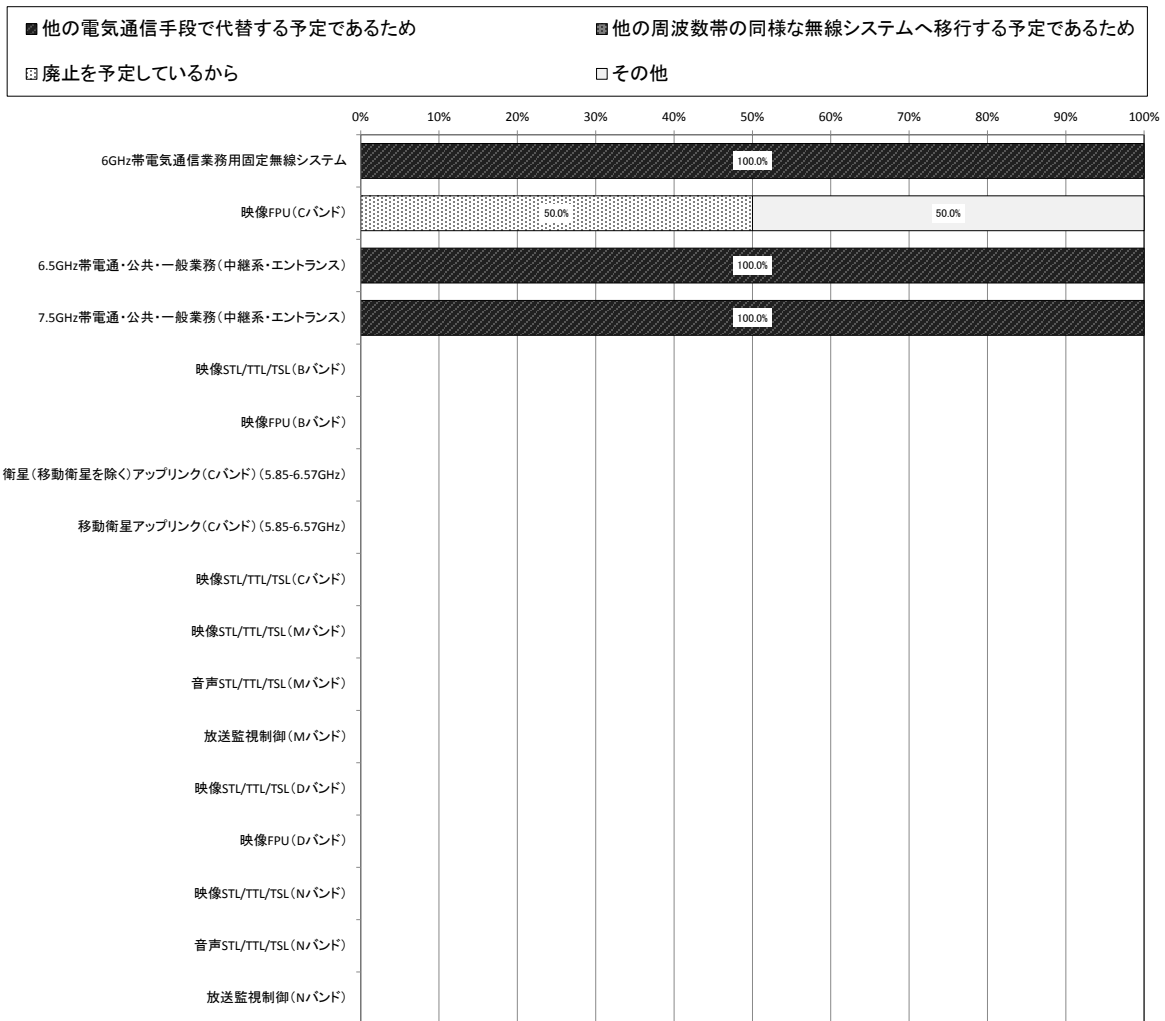 ■他の電気通信手段で代替する予定であるため ■他の周波数帯の同様な無線システムへ移行する予定であるため
廃止を予定しているから □その他
0% 10% 20% 30% 40% 50% 60% 70% 80% 90% 100%
6GHz帯電気通信業務用固定無線システム 100.0%
映像FPU(Cバンド) 50.0% 50.0%
6.5GHz帯電通・公共・一般業務(中継系・エントランス) 100.0%
7.5GHz帯電通・公共・一般業務(中継系・エントランス) 100.0%
映像STL/TTL/TSL(Bバンド)
映像FPU(Bバンド)
衛星(移動衛星を除く)アップリンク(Cバンド)(5.85-6.57GHz)
移動衛星アップリンク(Cバンド)(5.85-6.57GHz)
映像STL/TTL/TSL(Cバンド)
映像STL/TTL/TSL(Mバンド)
音声STL/TTL/TSL(Mバンド)
放送監視制御(Mバンド)
映像STL/TTL/TSL(Dバンド)
映像FPU(Dバンド)
映像STL/TTL/TSL(Nバンド)
音声STL/TTL/TSL(Nバンド)
放送監視制御(Nバンド)